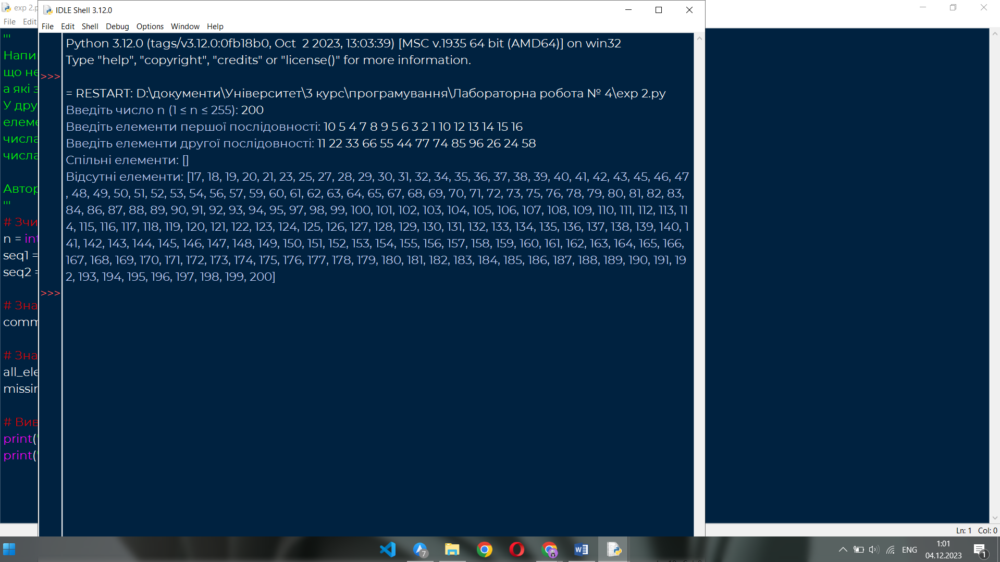 exp 2.p
File Edit
IDLE Shell 3.12.0
File Edit Shell Debug Options Window Help
'''
що не
а які
У дру
числа
числа
Автор
'''
n = int
seq1 =
seq2 =
print(
print(
Python 3.12.0 (tags/v3.12.0:0fb18b0, Oct  2 2023, 13:03:39) [MSC v.1935 64 bit (AMD64)] on win32
Type "help", "copyright", "credits" or "license()" for more information.
>>>
= RESTART: D:\документи\Університет\3 курс\програмування\Лабораторна робота № 4\exp 2.py
Введіть число n (1 ≤ n ≤ 255): 200
Введіть елементи першої послідовності: 10 5 4 7 8 9 5 6 3 2 1 10 12 13 14 15 16
Введіть елементи другої послідовності: 11 22 33 66 55 44 77 74 85 96 26 24 58
Спільні елементи: []
Відсутні елементи: [17, 18, 19, 20, 21, 23, 25, 27, 28, 29, 30, 31, 32, 34, 35, 36, 37, 38, 39, 40, 41, 42, 43, 45, 46, 47
, 48, 49, 50, 51, 52, 53, 54, 56, 57, 59, 60, 61, 62, 63, 64, 65, 67, 68, 69, 70, 71, 72, 73, 75, 76, 78, 79, 80, 81, 82, 83,
84, 86, 87, 88, 89, 90, 91, 92, 93, 94, 95, 97, 98, 99, 100, 101, 102, 103, 104, 105, 106, 107, 108, 109, 110, 111, 112, 113, 11
4, 115, 116, 117, 118, 119, 120, 121, 122, 123, 124, 125, 126, 127, 128, 129, 130, 131, 132, 133, 134, 135, 136, 137, 138, 139, 140, 1
41, 142, 143, 144, 145, 146, 147, 148, 149, 150, 151, 152, 153, 154, 155, 156, 157, 158, 159, 160, 161, 162, 163, 164, 165, 166,
167, 168, 169, 170, 171, 172, 173, 174, 175, 176, 177, 178, 179, 180, 181, 182, 183, 184, 185, 186, 187, 188, 189, 190, 191, 19
2, 193, 194, 195, 196, 197, 198, 199, 200]
>>>
Ln: 1 Col: 0
7
ENG
1:01
04.12.2023
1